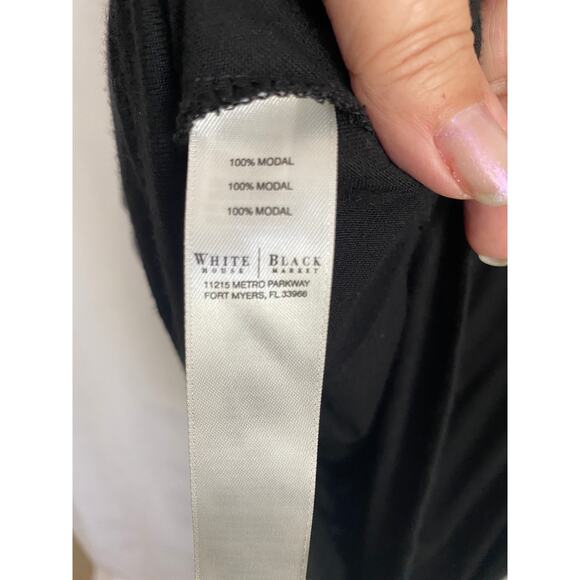 100% MODAL
100% MODAL
100% MODAL
WHITE | BLACK
HOUSE | MARKET
11215 METRO PARKWAY
FORT MYERS, FL 33966